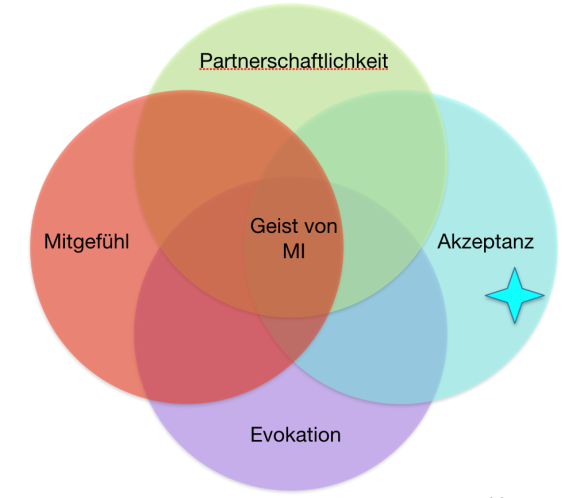 Partnerschaftlichkeit
Mitgefühl
Geist von
MI
Akzeptanz
Evokation